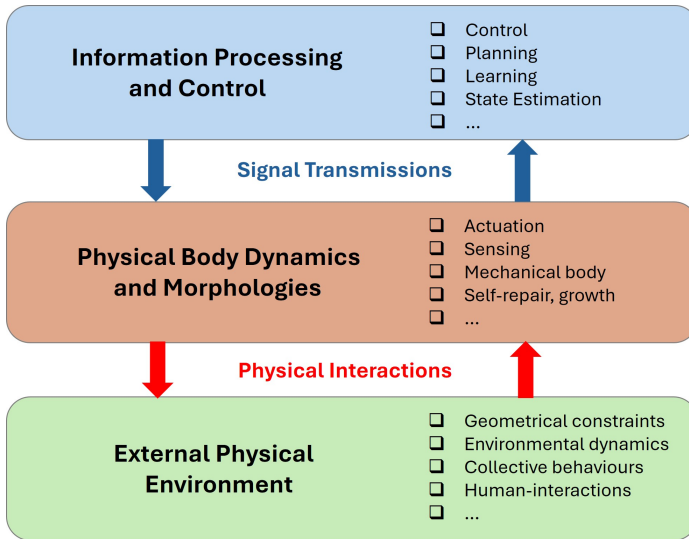 Information Processing
and Control
❑ Control
❑ Planning
❑ Learning
❑ State Estimation
❑ ...
Signal Transmissions
Physical Body Dynamics
and Morphologies
❑ Actuation
❑ Sensing
❑ Mechanical body
❑ Self-repair, growth
❑ ...
Physical Interactions
External Physical
Environment
❑ Geometrical constraints
❑ Environmental dynamics
❑ Collective behaviours
❑ Human-interactions
❑ ...